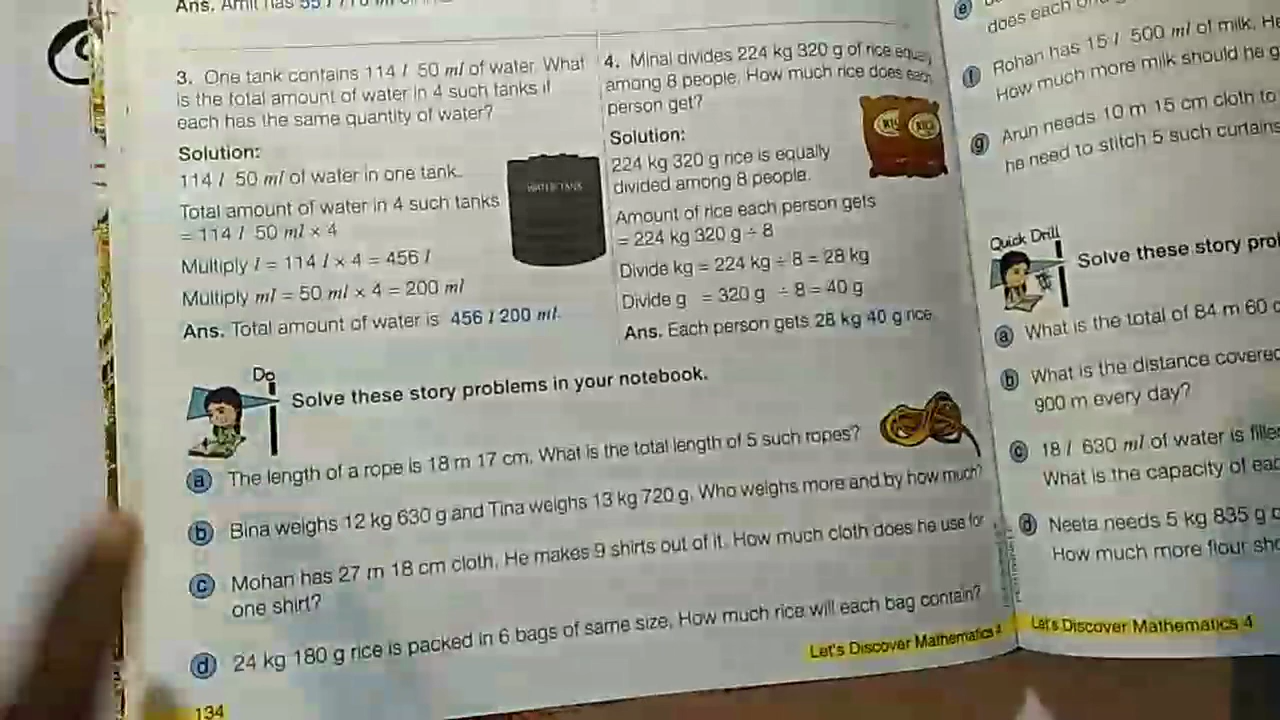 Ans. Amit has 55 l
3. One tank contains 114 l 50 ml of water. What
is the total amount of water in 4 such tanks if
each has the same quantity of water?
Solution:
114 l 50 ml of water in one tank.
Total amount of water in 4 such tanks
= 114 l 50 ml × 4
Multiply l = 114 l × 4 = 456 l
Multiply ml = 50 ml × 4 = 200 ml
Ans. Total amount of water is 456 l 200 ml.
WATER TANK
4. Minal divides 224 kg 320 g of rice equally
among 8 people. How much rice does each
person get?
Solution:
224 kg 320 g rice is equally
divided among 8 people.
RICE
Amount of rice each person gets
= 224 kg 320 g ÷ 8
Divide kg = 224 kg ÷ 8 = 28 kg
Divide g = 320 g ÷ 8 = 40 g
Ans. Each person gets 28 kg 40 g rice.
Do
Solve these story problems in your notebook.
a The length of a rope is 18 m 17 cm. What is the total length of 5 such ropes?
b Bina weighs 12 kg 630 g and Tina weighs 13 kg 720 g. Who weighs more and by how much?
c Mohan has 27 m 18 cm cloth. He makes 9 shirts out of it. How much cloth does he use for
one shirt?
d 24 kg 180 g rice is packed in 6 bags of same size. How much rice will each bag contain?
Let's Discover Mathematics 4
134
e
does each
f Rohan has 15 l 500 ml of milk. He
How much more milk should he
g Arun needs 10 m 15 cm cloth to
he need to stitch 5 such curtains
Quick Drill
Solve these story
a What is the total of 84 m 60
b What is the distance covered
900 m every day?
c 18 l 630 ml of water is
What is the capacity of
d Neeta needs 5 kg 835 g
How much more flour
Let's Discover Mathematics 4